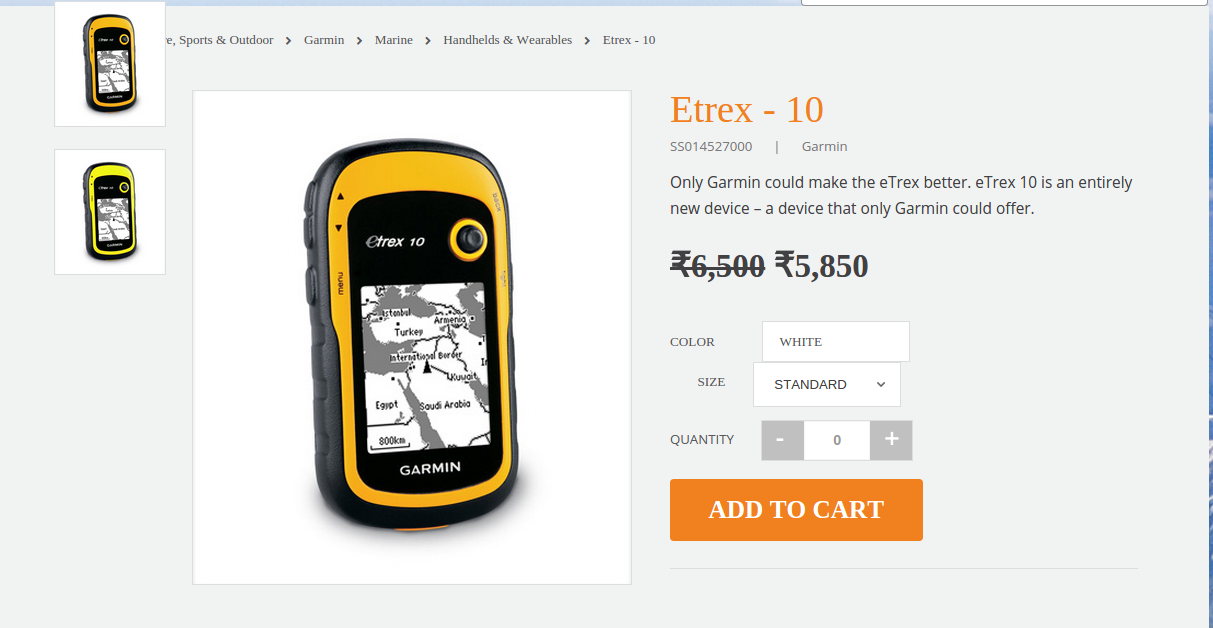 e, Sports & Outdoor > Garmin > Marine > Handhelds & Wearables > Etrex - 10
Etrex - 10
SS014527000 | Garmin
Only Garmin could make the eTrex better. eTrex 10 is an entirely
new device – a device that only Garmin could offer.
₹6,500 ₹5,850
COLOR WHITE
SIZE STANDARD
QUANTITY - 0 +
ADD TO CART
eTrex 10
menu
Istanbul
Armenia
Turkey
International Border
Kuwait
Egypt
Saudi Arabia
800km
GARMIN